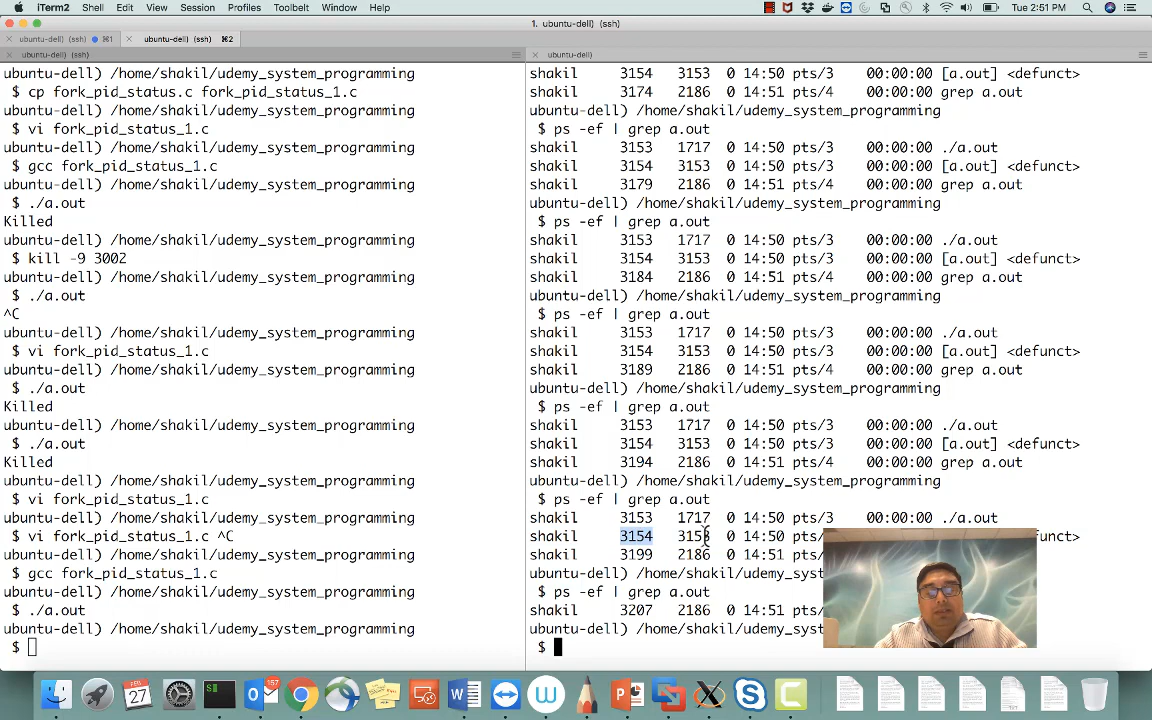 iTerm2 Shell Edit View Session Profiles Toolbelt Window Help Tue 2:51 PM
1. ubuntu-dell) (ssh)
ubuntu-dell) (ssh) ⌘1 ubuntu-dell) (ssh) ⌘2
ubuntu-dell) (ssh)
ubuntu-dell) /home/shakil/udemy_system_programming
$ cp fork_pid_status.c fork_pid_status_1.c
ubuntu-dell) /home/shakil/udemy_system_programming
$ vi fork_pid_status_1.c
ubuntu-dell) /home/shakil/udemy_system_programming
$ gcc fork_pid_status_1.c
ubuntu-dell) /home/shakil/udemy_system_programming
$ ./a.out
Killed
ubuntu-dell) /home/shakil/udemy_system_programming
$ kill -9 3002
ubuntu-dell) /home/shakil/udemy_system_programming
$ ./a.out
^C
ubuntu-dell) /home/shakil/udemy_system_programming
$ vi fork_pid_status_1.c
ubuntu-dell) /home/shakil/udemy_system_programming
$ ./a.out
Killed
ubuntu-dell) /home/shakil/udemy_system_programming
$ ./a.out
Killed
ubuntu-dell) /home/shakil/udemy_system_programming
$ vi fork_pid_status_1.c
ubuntu-dell) /home/shakil/udemy_system_programming
$ vi fork_pid_status_1.c ^C
ubuntu-dell) /home/shakil/udemy_system_programming
$ gcc fork_pid_status_1.c
ubuntu-dell) /home/shakil/udemy_system_programming
$ ./a.out
ubuntu-dell) /home/shakil/udemy_system_programming
$
ubuntu-dell)
shakil 3154 3153 0 14:50 pts/3 00:00:00 [a.out] <defunct>
shakil 3174 2186 0 14:51 pts/4 00:00:00 grep a.out
ubuntu-dell) /home/shakil/udemy_system_programming
$ ps -ef | grep a.out
shakil 3153 1717 0 14:50 pts/3 00:00:00 ./a.out
shakil 3154 3153 0 14:50 pts/3 00:00:00 [a.out] <defunct>
shakil 3179 2186 0 14:51 pts/4 00:00:00 grep a.out
ubuntu-dell) /home/shakil/udemy_system_programming
$ ps -ef | grep a.out
shakil 3153 1717 0 14:50 pts/3 00:00:00 ./a.out
shakil 3154 3153 0 14:50 pts/3 00:00:00 [a.out] <defunct>
shakil 3184 2186 0 14:51 pts/4 00:00:00 grep a.out
ubuntu-dell) /home/shakil/udemy_system_programming
$ ps -ef | grep a.out
shakil 3153 1717 0 14:50 pts/3 00:00:00 ./a.out
shakil 3154 3153 0 14:50 pts/3 00:00:00 [a.out] <defunct>
shakil 3189 2186 0 14:51 pts/4 00:00:00 grep a.out
ubuntu-dell) /home/shakil/udemy_system_programming
$ ps -ef | grep a.out
shakil 3153 1717 0 14:50 pts/3 00:00:00 ./a.out
shakil 3154 3153 0 14:50 pts/3 00:00:00 [a.out] <defunct>
shakil 3194 2186 0 14:51 pts/4 00:00:00 grep a.out
ubuntu-dell) /home/shakil/udemy_system_programming
$ ps -ef | grep a.out
shakil 3153 1717 0 14:50 pts/3 00:00:00 ./a.out
shakil 3154 3153 0 14:50 pts/ unct>
shakil 3199 2186 0 14:51 pts/
ubuntu-dell) /home/shakil/udemy_syst
$ ps -ef | grep a.out
shakil 3207 2186 0 14:51 pts/
ubuntu-dell) /home/shakil/udemy_syst
$
157
FEB
27